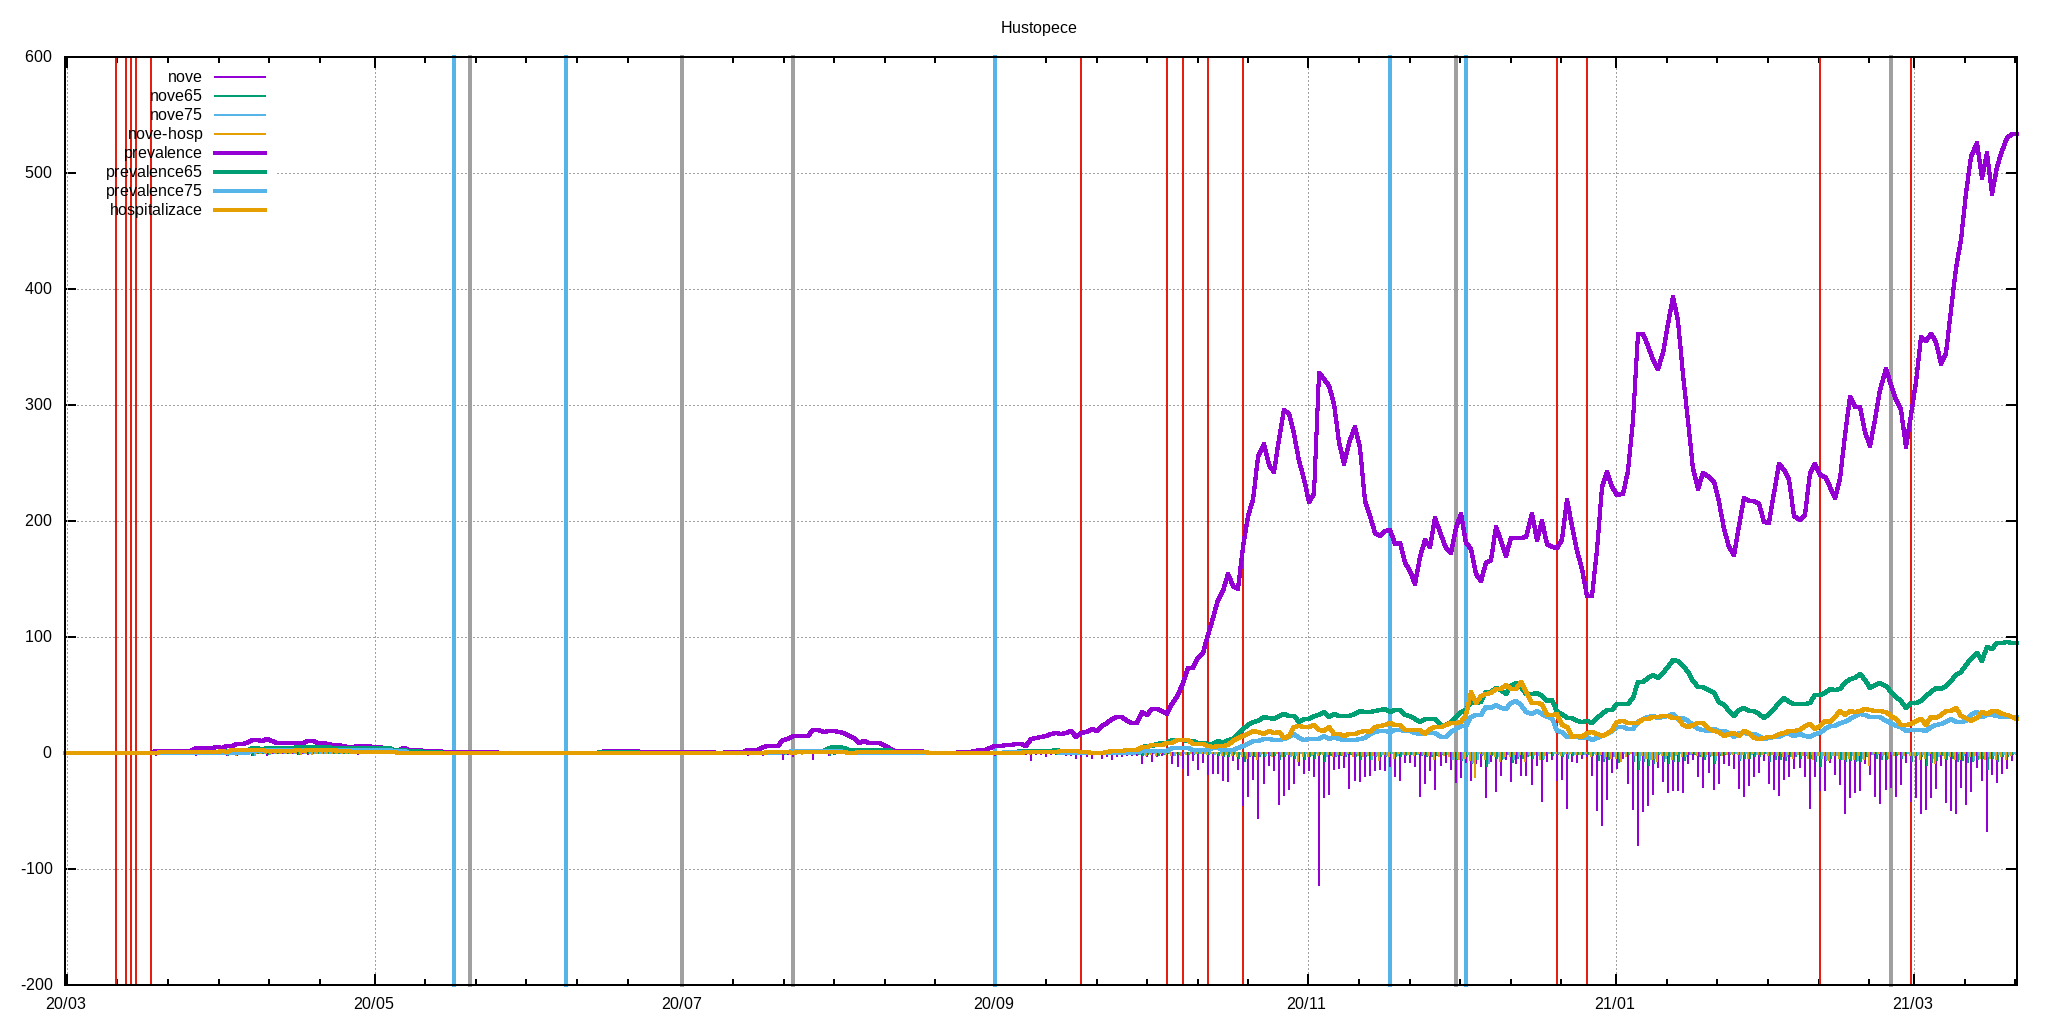 Hustopece
600
500
400
300
200
100
0
-100
-200
nove
nove65
nove75
nove-hosp
prevalence
prevalence65
prevalence75
hospitalizace
20/03 20/05 20/07 20/09 20/11 21/01 21/03